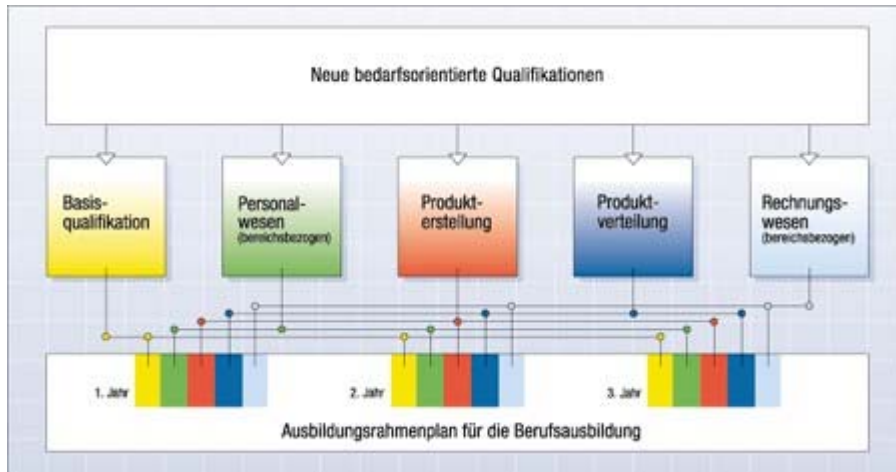 Neue bedarfsorientierte Qualifikationen
Basis-
qualifikation
Personal-
wesen
(bereichsbezogen)
Produkt-
erstellung
Produkt-
verteilung
Rechnungs-
wesen
(bereichsbezogen)
1. Jahr
2. Jahr
3. Jahr
Ausbildungsrahmenplan für die Berufsausbildung